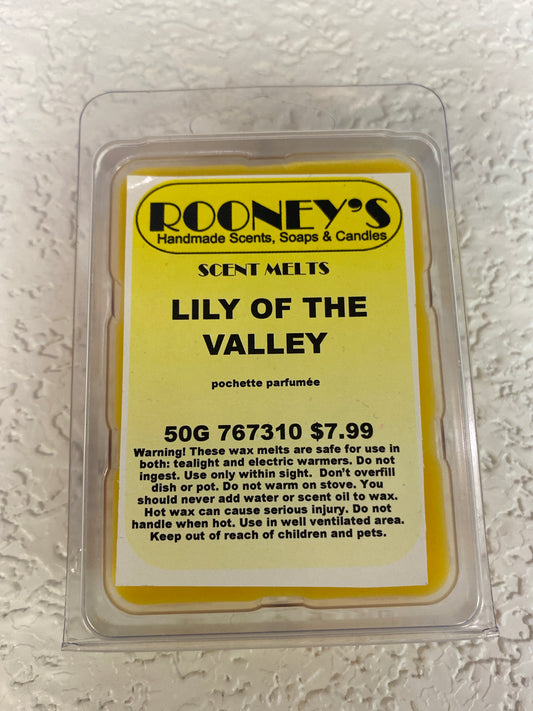 ROONEY'S
Handmade Scents, Soaps & Candles
SCENT MELTS
LILY OF THE
VALLEY
pochette parfumée
50G 767310 $7.99
Warning! These wax melts are safe for use in
both: tealight and electric warmers. Do not
ingest. Use only within sight. Don't overfill
dish or pot. Do not warm on stove. You
should never add water or scent oil to wax.
Hot wax can cause serious injury. Do not
handle when hot. Use in well ventilated area.
Keep out of reach of children and pets.